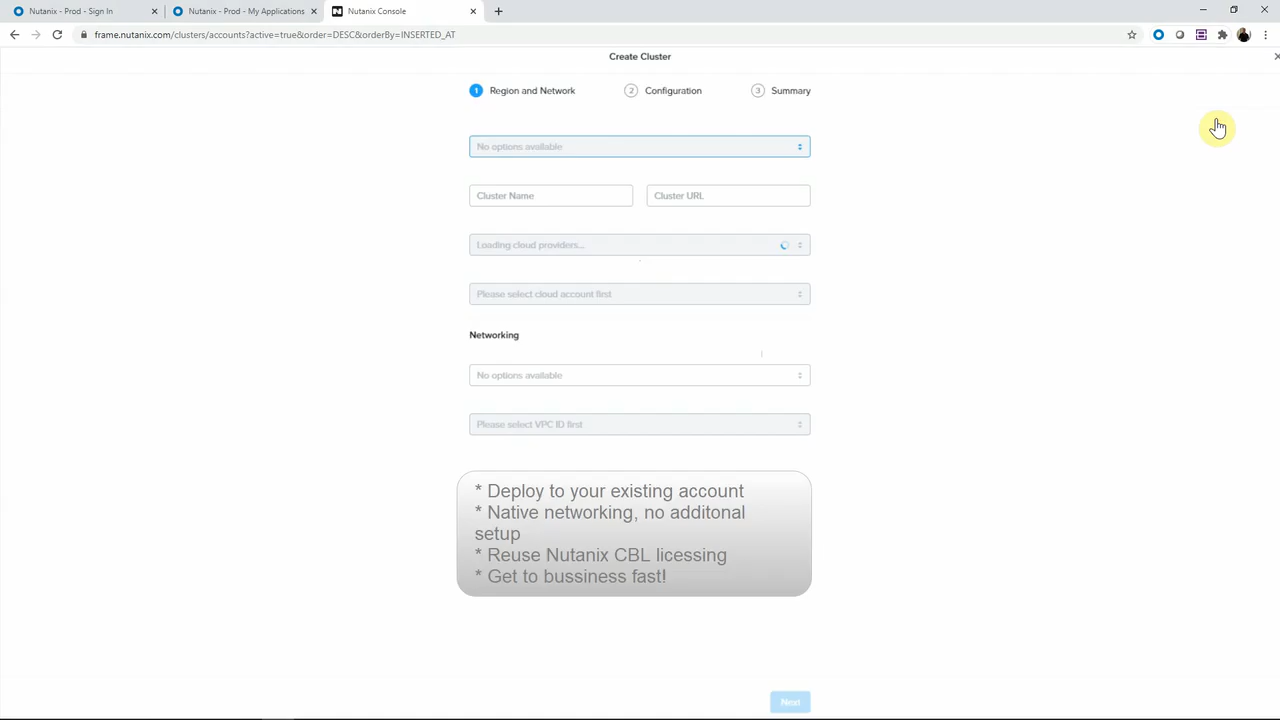 Nutanix - Prod - Sign In
Nutanix - Prod - My Applications
Nutanix Console
frame.nutanix.com/clusters/accounts?active=true&order=DESC&orderBy=INSERTED_AT
Create Cluster
1 Region and Network
2 Configuration
3 Summary
No options available
Cluster Name
Cluster URL
Loading cloud providers...
Please select cloud account first
Networking
No options available
Please select VPC ID first
* Deploy to your existing account
* Native networking, no additonal
setup
* Reuse Nutanix CBL licessing
* Get to bussiness fast!
Next